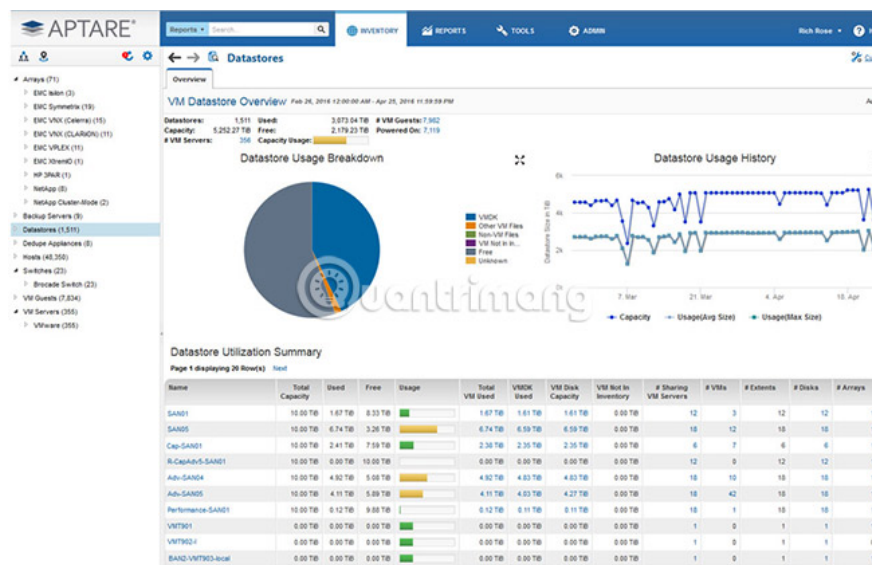 APTARE®
Reports Search... INVENTORY REPORTS TOOLS ADMIN Rich Rose ?
Datastores
Overview
Arrays (71)
EMC Isilon (3)
EMC Symmetrix (19)
EMC VNX (Celerra) (15)
EMC VNX (CLARiiON) (11)
EMC VPLEX (11)
EMC XtremIO (1)
HP 3PAR (1)
NetApp (8)
NetApp Cluster-Mode (2)
Backup Servers (9)
Datastores (1,511)
Dedupe Appliances (8)
Hosts (48,350)
Switches (23)
Brocade Switch (23)
VM Guests (7,834)
VM Servers (355)
VMware (355)
VM Datastore Overview Feb 26, 2016 12:00:00 AM - Apr 25, 2016 11:59:59 PM
Datastores: 1,511 Used: 3,073.04 TiB # VM Guests: 7,982
Capacity: 5,252.27 TiB Free: 2,179.23 TiB Powered On: 7,119
# VM Servers: 356 Capacity Usage:
Datastore Usage Breakdown
VMDK
Other VM Files
Non-VM Files
VM Not In In...
Free
Unknown
Datastore Usage History
Datastore Size in TiB
6k
4k
2k
0k
7. Mar 21. Mar 4. Apr 18. Apr
Capacity Usage(Avg Size) Usage(Max Size)
Quantrimang
Datastore Utilization Summary
Page 1 displaying 20 Row(s) Next
Name Total Capacity Used Free Usage Total VM Used VMDK Used VM Disk Capacity VM Not In Inventory # Sharing VM Servers # VMs # Extents # Disks # Arrays
SAN01 10.00 TiB 1.67 TiB 8.33 TiB 1.67 TiB 1.61 TiB 1.61 TiB 0.00 TiB 12 3 12 12
SAN05 10.00 TiB 6.74 TiB 3.26 TiB 6.74 TiB 6.59 TiB 6.59 TiB 0.00 TiB 18 12 18 18
Cap-SAN01 10.00 TiB 2.41 TiB 7.59 TiB 2.38 TiB 2.35 TiB 2.35 TiB 0.00 TiB 6 7 6 6
R-CapAdv5-SAN01 10.00 TiB 0.00 TiB 10.00 TiB 0.00 TiB 0.00 TiB 0.00 TiB 0.00 TiB 12 0 12 12
Adv-SAN04 10.00 TiB 4.92 TiB 5.08 TiB 4.92 TiB 4.83 TiB 4.83 TiB 0.00 TiB 18 10 18 18
Adv-SAN05 10.00 TiB 4.11 TiB 5.89 TiB 4.11 TiB 4.03 TiB 4.27 TiB 0.00 TiB 18 42 18 18
Performance-SAN01 10.00 TiB 0.12 TiB 9.88 TiB 0.12 TiB 0.11 TiB 0.11 TiB 0.00 TiB 18 1 18 18
VMT901 0.00 TiB 0.00 TiB 0.00 TiB 0.00 TiB 0.00 TiB 0.00 TiB 0.00 TiB 1 0 1 1
VMT902-l 0.00 TiB 0.00 TiB 0.00 TiB 0.00 TiB 0.00 TiB 0.00 TiB 0.00 TiB 1 0 1 1
BAN2-VMT903-local 0.00 TiB 0.00 TiB 0.00 TiB 0.00 TiB 0.00 TiB 0.00 TiB 0.00 TiB 1 0 1 1